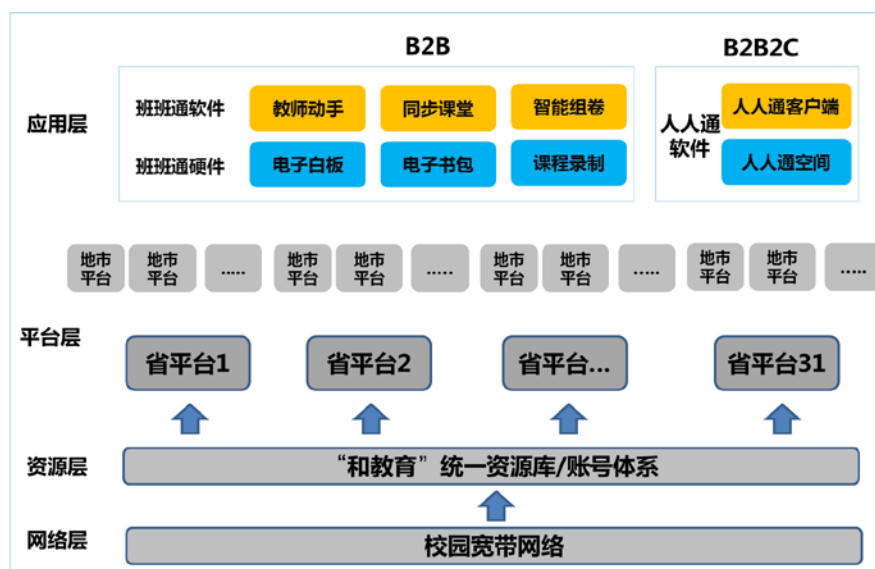 B2B
B2B2C
应用层
班班通软件
教师动手
同步课堂
智能组卷
班班通硬件
电子白板
电子书包
课程录制
人人通
软件
人人通客户端
人人通空间
地市
平台
地市
平台
.....
地市
平台
地市
平台
.....
地市
平台
地市
平台
.....
地市
平台
地市
平台
.....
平台层
省平台1
省平台2
省平台...
省平台31
资源层
“和教育”统一资源库/账号体系
网络层
校园宽带网络